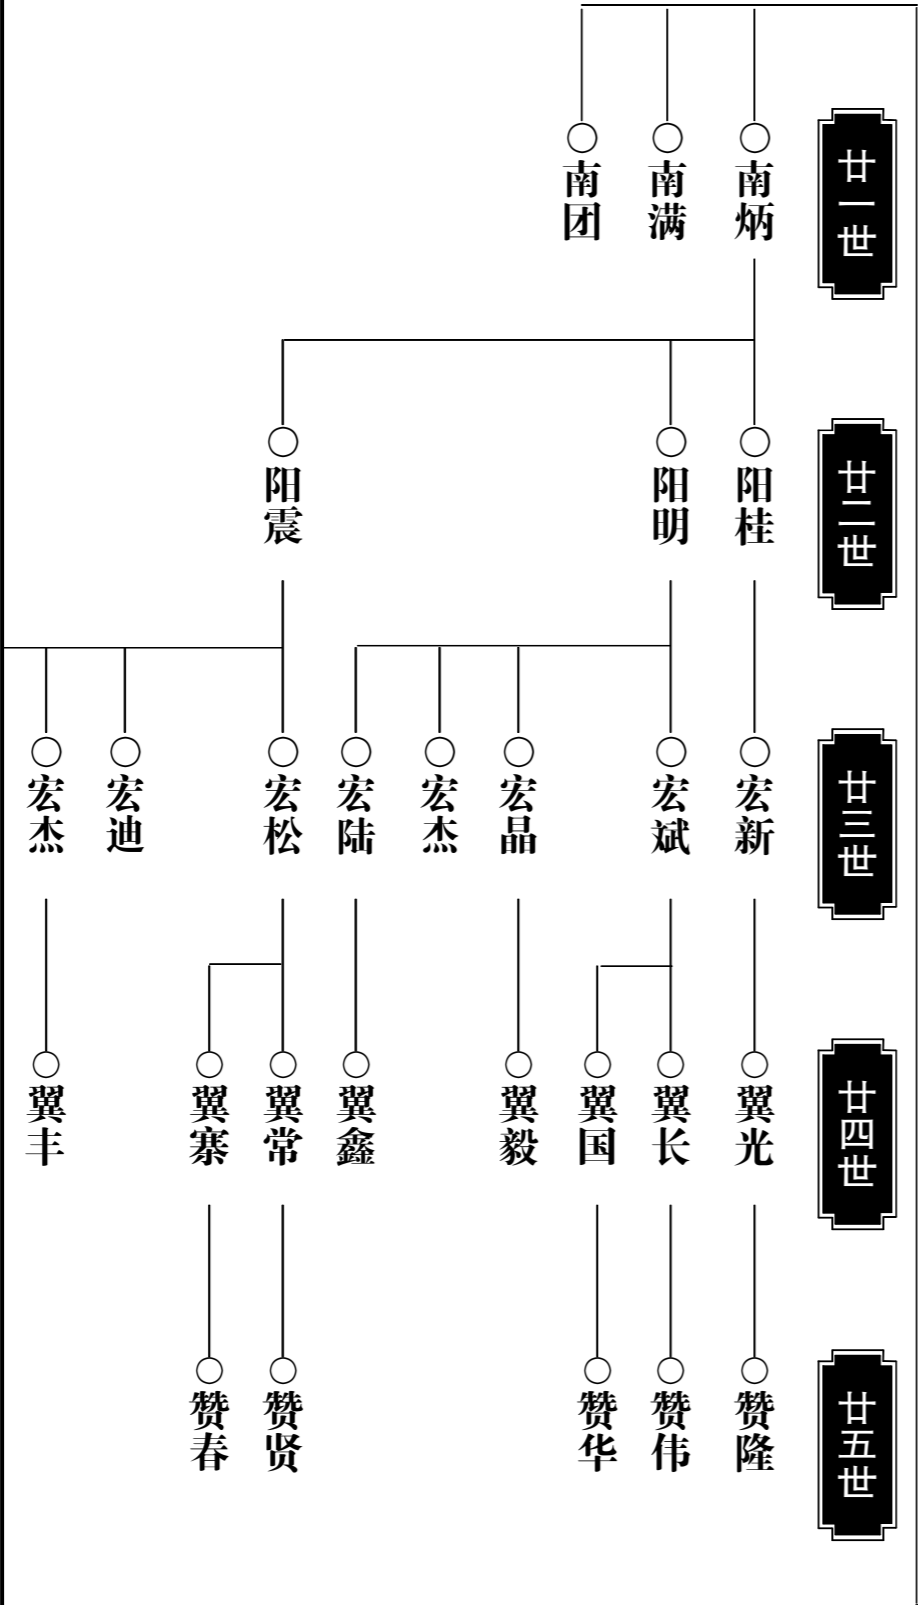 廿一世
南炳
南满
南团
廿二世
阳桂
阳明
阳震
廿三世
宏新
宏斌
宏晶
宏杰
宏陆
宏松
宏迪
宏杰
廿四世
翼光
翼长
翼国
翼毅
翼鑫
翼常
翼寨
翼丰
廿五世
赞隆
赞伟
赞华
赞贤
赞春